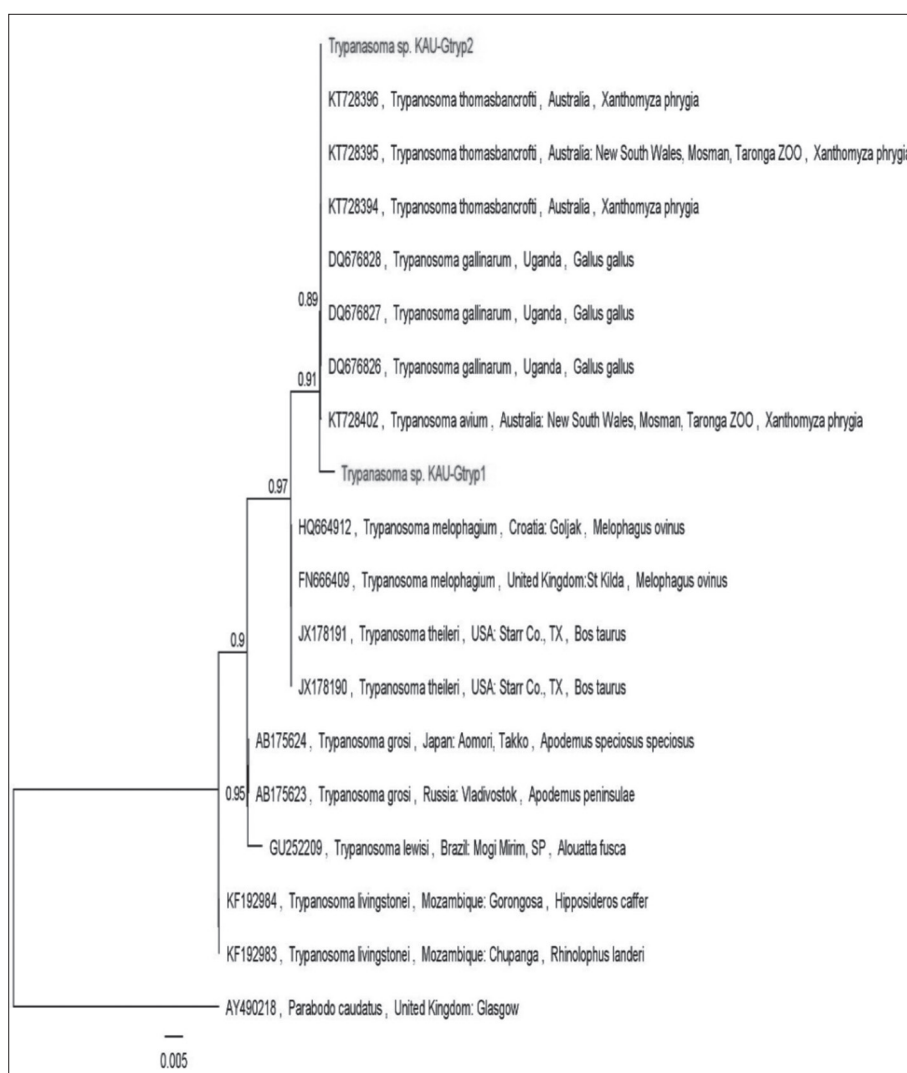 Trypanasoma sp. KAU-Gtryp2
KT728396 , Trypanosoma thomasbancrofti , Australia , Xanthomyza phrygia
KT728395 , Trypanosoma thomasbancrofti , Australia: New South Wales, Mosman, Taronga ZOO , Xanthomyza phrygia
KT728394 , Trypanosoma thomasbancrofti , Australia , Xanthomyza phrygia
DQ676828 , Trypanosoma gallinarum , Uganda , Gallus gallus
0.89
DQ676827 , Trypanosoma gallinarum , Uganda , Gallus gallus
DQ676826 , Trypanosoma gallinarum , Uganda , Gallus gallus
0.91
KT728402 , Trypanosoma avium , Australia: New South Wales, Mosman, Taronga ZOO , Xanthomyza phrygia
Trypanasoma sp. KAU-Gtryp1
0.97
HQ664912 , Trypanosoma melophagium , Croatia: Goljak , Melophagus ovinus
FN666409 , Trypanosoma melophagium , United Kingdom:St Kilda , Melophagus ovinus
JX178191 , Trypanosoma theileri , USA: Starr Co., TX , Bos taurus
0.9
JX178190 , Trypanosoma theileri , USA: Starr Co., TX , Bos taurus
AB175624 , Trypanosoma grosi , Japan: Aomori, Takko , Apodemus speciosus speciosus
0.95
AB175623 , Trypanosoma grosi , Russia: Vladivostok , Apodemus peninsulae
GU252209 , Trypanosoma lewisi , Brazil: Mogi Mirim, SP , Alouatta fusca
KF192984 , Trypanosoma livingstonei , Mozambique: Gorongosa , Hipposideros caffer
KF192983 , Trypanosoma livingstonei , Mozambique: Chupanga , Rhinolophus landeri
AY490218 , Parabodo caudatus , United Kingdom: Glasgow
0.005